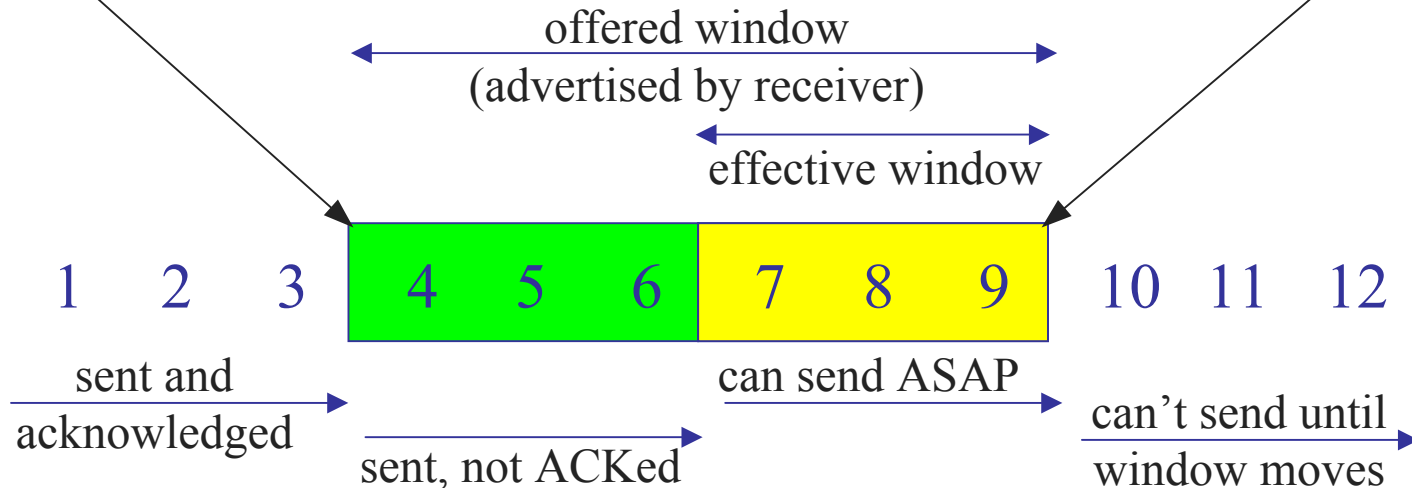 offered window
(advertised by receiver)
effective window
1 2 3 4 5 6 7 8 9 10 11 12
sent and
acknowledged
sent, not ACKed
can send ASAP
can’t send until
window moves